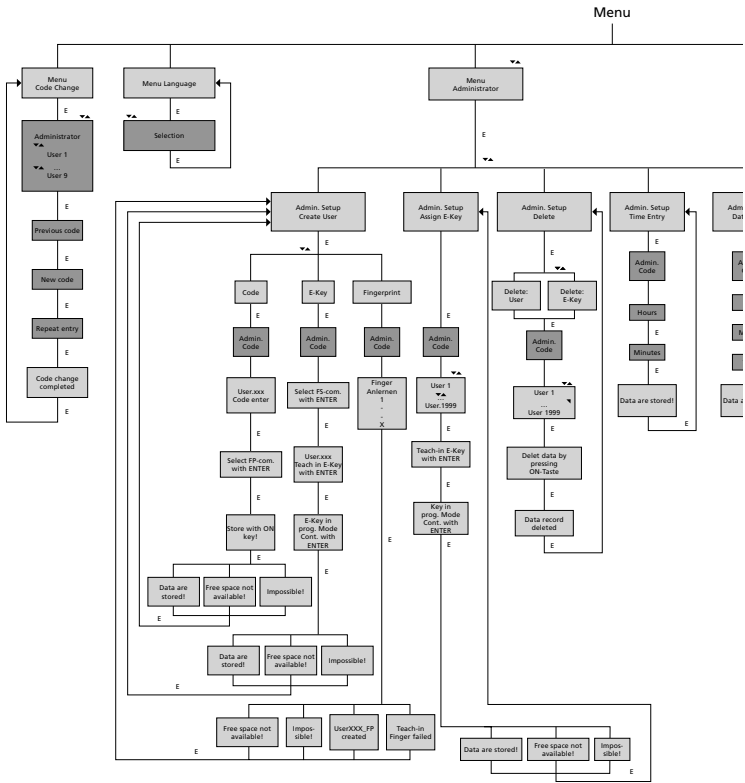 Menu
Menu
Code Change
E
Administrator
User 1
...
User 9
E
Previous code
E
New code
E
Repeat entry
E
Code change
completed
E
Menu Language
E
Selection
E
Menu
Administrator
E
Admin. Setup
Create User
E
Code
E
Admin.
Code
E
User.xxx
Code enter
E
Select FP-com.
with ENTER
E
Store with ON
key!
E
Data are
stored!
Free space not
available!
Impossible!
E
E-Key
E
Admin.
Code
E
Select FS-com.
with ENTER
E
User.xxx
Teach in E-Key
with ENTER
E
E-Key in
prog. Mode
Cont. with
ENTER
E
Data are
stored!
Free space not
available!
Impossible!
E
Fingerprint
E
Admin.
Code
E
Finger
Anlernen
1
-
-
X
E
Free space not
available!
Impos-
sible!
UserXXX_FP
created
Teach-in
Finger failed
E
Admin. Setup
Assign E-Key
E
Admin.
Code
E
User 1
...
User.1999
E
Teach-in E-Key
with ENTER
E
Key in
prog. Mode
Cont. with
ENTER
E
Data are stored!
Free space not
available!
Impos-
sible!
E
Admin. Setup
Delete
E
Delete:
User
Delete:
E-Key
E
Admin.
Code
E
User 1
...
User 1999
E
Delet data by
pressing
ON-Taste
E
Data record
deleted
E
Admin. Setup
Time Entry
E
Admin.
Code
E
Hours
E
Minutes
E
Data are stored!
E